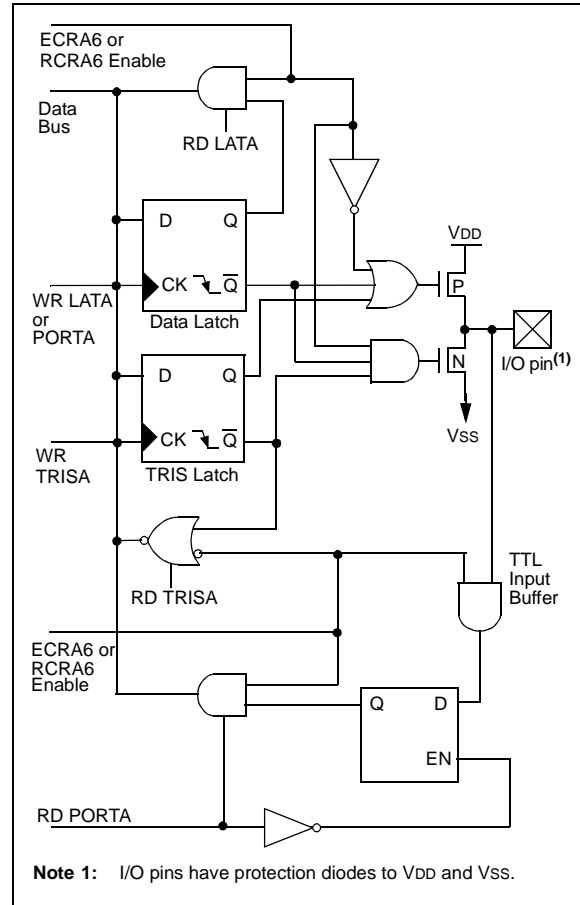 ECRA6 or
RCRA6 Enable
Data
Bus
RD LATA
D Q
VDD
P
CK Q
WR LATA
or
PORTA
Data Latch
I/O pin(1)
N
D Q
VSS
CK Q
WR
TRISA
TRIS Latch
TTL
Input
Buffer
RD TRISA
ECRA6 or
RCRA6
Enable
Q D
EN
RD PORTA
Note 1: I/O pins have protection diodes to VDD and VSS.